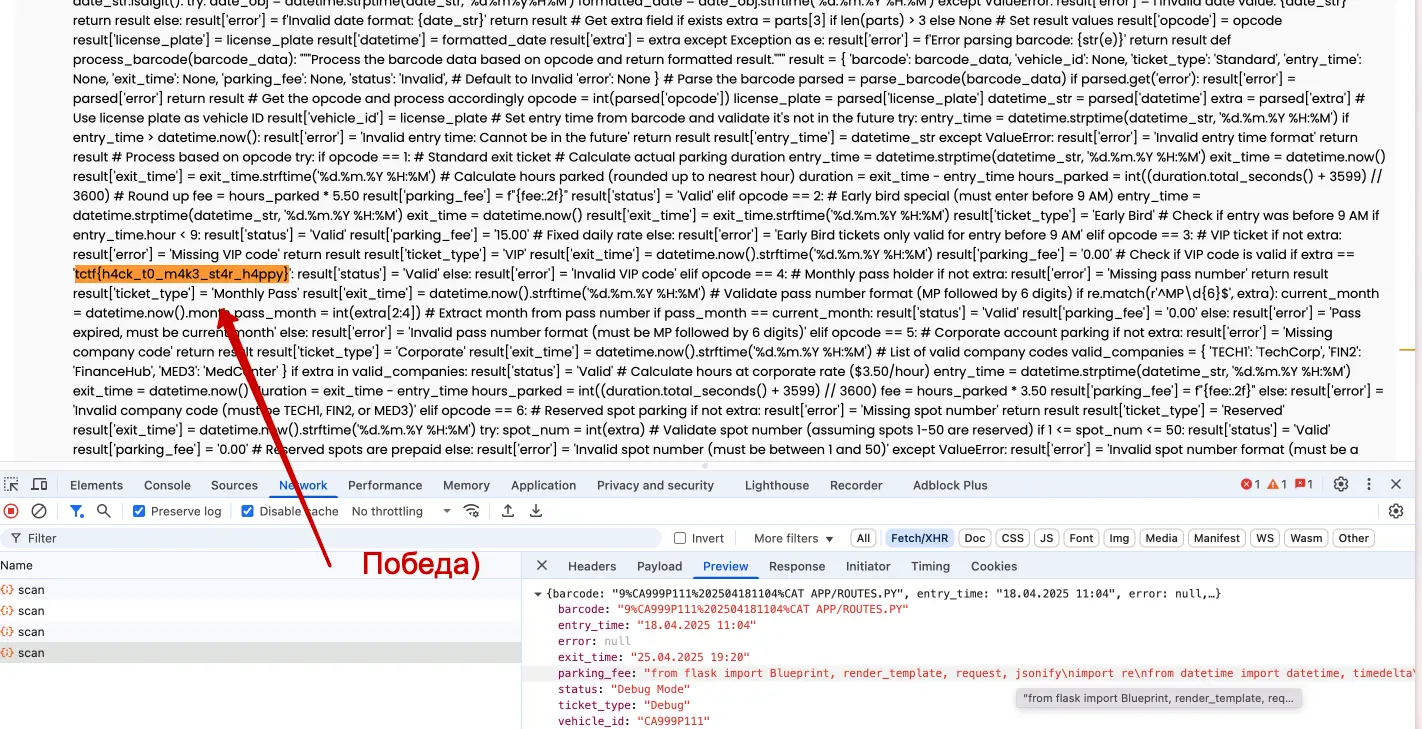 date_str.isdigit(): try: date_obj = datetime.strptime(date_str, '%d%m%y%H%M') formatted_date = date_obj.strftime('%d.%m.%Y %H:%M') except ValueError: result['error'] = f'Invalid date value: {date_str}'
return result else: result['error'] = f'Invalid date format: {date_str}' return result # Get extra field if exists extra = parts[3] if len(parts) > 3 else None # Set result values result['opcode'] = opcode
result['license_plate'] = license_plate result['datetime'] = formatted_date result['extra'] = extra except Exception as e: result['error'] = f'Error parsing barcode: {str(e)}' return result def
process_barcode(barcode_data): """Process the barcode data based on opcode and return formatted result.""" result = { 'barcode': barcode_data, 'vehicle_id': None, 'ticket_type': 'Standard', 'entry_time':
None, 'exit_time': None, 'parking_fee': None, 'status': 'Invalid', # Default to Invalid 'error': None } # Parse the barcode parsed = parse_barcode(barcode_data) if parsed.get('error'): result['error'] =
parsed['error'] return result # Get the opcode and process accordingly opcode = int(parsed['opcode']) license_plate = parsed['license_plate'] datetime_str = parsed['datetime'] extra = parsed['extra'] #
Use license plate as vehicle ID result['vehicle_id'] = license_plate # Set entry time from barcode and validate it's not in the future try: entry_time = datetime.strptime(datetime_str, '%d.%m.%Y %H:%M') if
entry_time > datetime.now(): result['error'] = 'Invalid entry time: Cannot be in the future' return result result['entry_time'] = datetime_str except ValueError: result['error'] = 'Invalid entry time format' return
result # Process based on opcode try: if opcode == 1: # Standard exit ticket # Calculate actual parking duration entry_time = datetime.strptime(datetime_str, '%d.%m.%Y %H:%M') exit_time = datetime.now()
result['exit_time'] = exit_time.strftime('%d.%m.%Y %H:%M') # Calculate hours parked (rounded up to nearest hour) duration = exit_time - entry_time hours_parked = int((duration.total_seconds() + 3599) //
3600) # Round up fee = hours_parked * 5.50 result['parking_fee'] = f"{fee:.2f}" result['status'] = 'Valid' elif opcode == 2: # Early bird special (must enter before 9 AM) entry_time =
datetime.strptime(datetime_str, '%d.%m.%Y %H:%M') exit_time = datetime.now() result['exit_time'] = exit_time.strftime('%d.%m.%Y %H:%M') result['ticket_type'] = 'Early Bird' # Check if entry was before 9 AM if
entry_time.hour < 9: result['status'] = 'Valid' result['parking_fee'] = '15.00' # Fixed daily rate else: result['error'] = 'Early Bird tickets only valid for entry before 9 AM' elif opcode == 3: # VIP ticket if not extra:
result['error'] = 'Missing VIP code' return result result['ticket_type'] = 'VIP' result['exit_time'] = datetime.now().strftime('%d.%m.%Y %H:%M') result['parking_fee'] = '0.00' # Check if VIP code is valid if extra ==
'tctf{h4ck_t0_m4k3_st4r_h4ppy}': result['status'] = 'Valid' else: result['error'] = 'Invalid VIP code' elif opcode == 4: # Monthly pass holder if not extra: result['error'] = 'Missing pass number' return result
result['ticket_type'] = 'Monthly Pass' result['exit_time'] = datetime.now().strftime('%d.%m.%Y %H:%M') # Validate pass number format (MP followed by 6 digits) if re.match(r'^MP\d{6}$', extra): current_month
= datetime.now().month pass_month = int(extra[2:4]) # Extract month from pass number if pass_month == current_month: result['status'] = 'Valid' result['parking_fee'] = '0.00' else: result['error'] = 'Pass
expired, must be current month' else: result['error'] = 'Invalid pass number format (must be MP followed by 6 digits)' elif opcode == 5: # Corporate account parking if not extra: result['error'] = 'Missing
company code' return result result['ticket_type'] = 'Corporate' result['exit_time'] = datetime.now().strftime('%d.%m.%Y %H:%M') # List of valid company codes valid_companies = { 'TECH1': 'TechCorp', 'FIN2':
'FinanceHub', 'MED3': 'MedCenter' } if extra in valid_companies: result['status'] = 'Valid' # Calculate hours at corporate rate ($3.50/hour) entry_time = datetime.strptime(datetime_str, '%d.%m.%Y %H:%M')
exit_time = datetime.now() duration = exit_time - entry_time hours_parked = int((duration.total_seconds() + 3599) // 3600) fee = hours_parked * 3.50 result['parking_fee'] = f"{fee:.2f}" else: result['error'] =
'Invalid company code (must be TECH1, FIN2, or MED3)' elif opcode == 6: # Reserved spot parking if not extra: result['error'] = 'Missing spot number' return result result['ticket_type'] = 'Reserved'
result['exit_time'] = datetime.now().strftime('%d.%m.%Y %H:%M') try: spot_num = int(extra) # Validate spot number (assuming spots 1-50 are reserved) if 1 <= spot_num <= 50: result['status'] = 'Valid'
result['parking_fee'] = '0.00' # Reserved spots are prepaid else: result['error'] = 'Invalid spot number (must be between 1 and 50)' except ValueError: result['error'] = 'Invalid spot number format (must be a
Elements Console Sources Network Performance Memory Application Privacy and security Lighthouse Recorder Adblock Plus 1 1 1
Preserve log Disable cache No throttling
Filter Invert More filters All Fetch/XHR Doc CSS JS Font Img Media Manifest WS Wasm Other
Победа)
Name Headers Payload Preview Response Initiator Timing Cookies
scan
scan
scan
scan
{barcode: "9%CA999P111%202504181104%CAT APP/ROUTES.PY", entry_time: "18.04.2025 11:04", error: null,…}
barcode: "9%CA999P111%202504181104%CAT APP/ROUTES.PY"
entry_time: "18.04.2025 11:04"
error: null
exit_time: "25.04.2025 19:20"
parking_fee: "from flask import Blueprint, render_template, request, jsonify\nimport re\nfrom datetime import datetime, timedelta\
status: "Debug Mode"
"from flask import Blueprint, render_template, req...
ticket_type: "Debug"
vehicle_id: "CA999P111"